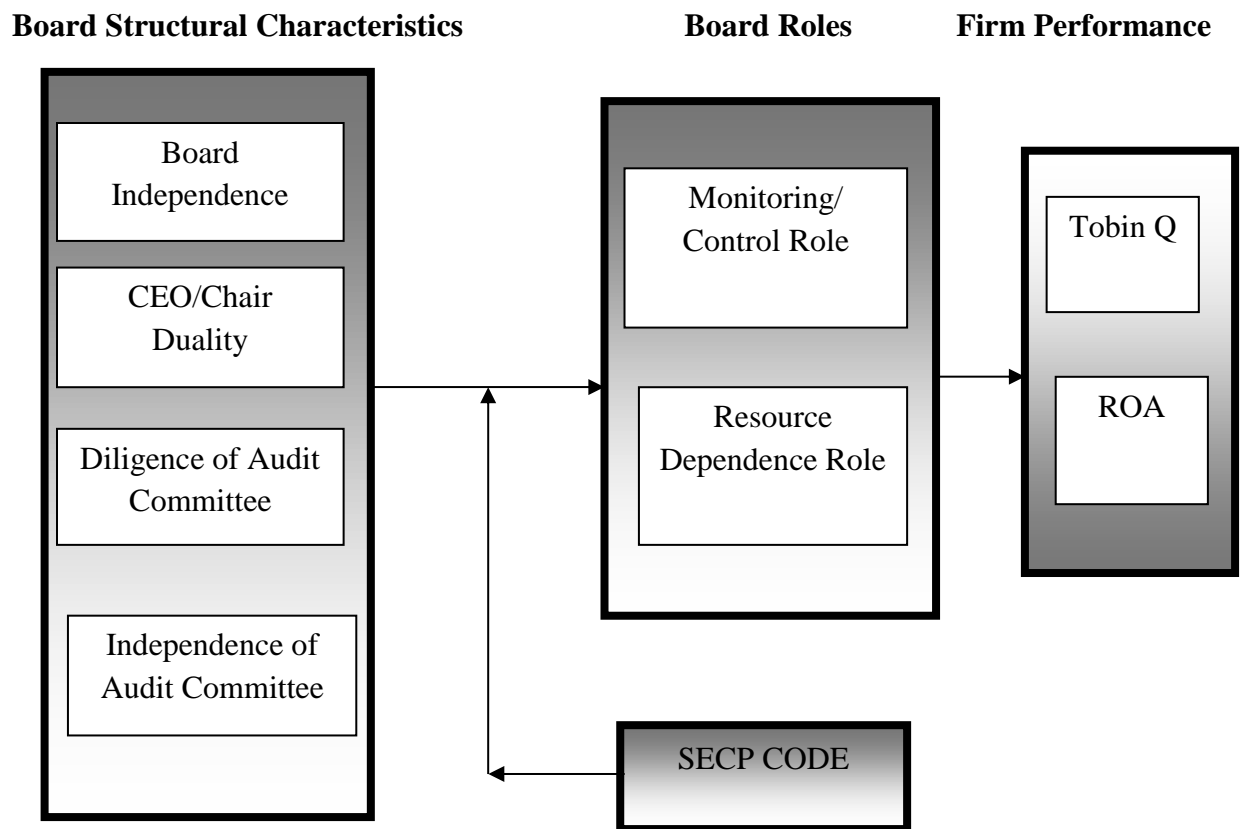 Board Structural Characteristics
Board Roles
Firm Performance
Board
Independence
CEO/Chair
Duality
Diligence of Audit
Committee
Independence of
Audit Committee
Monitoring/
Control Role
Resource
Dependence Role
Tobin Q
ROA
SECP CODE